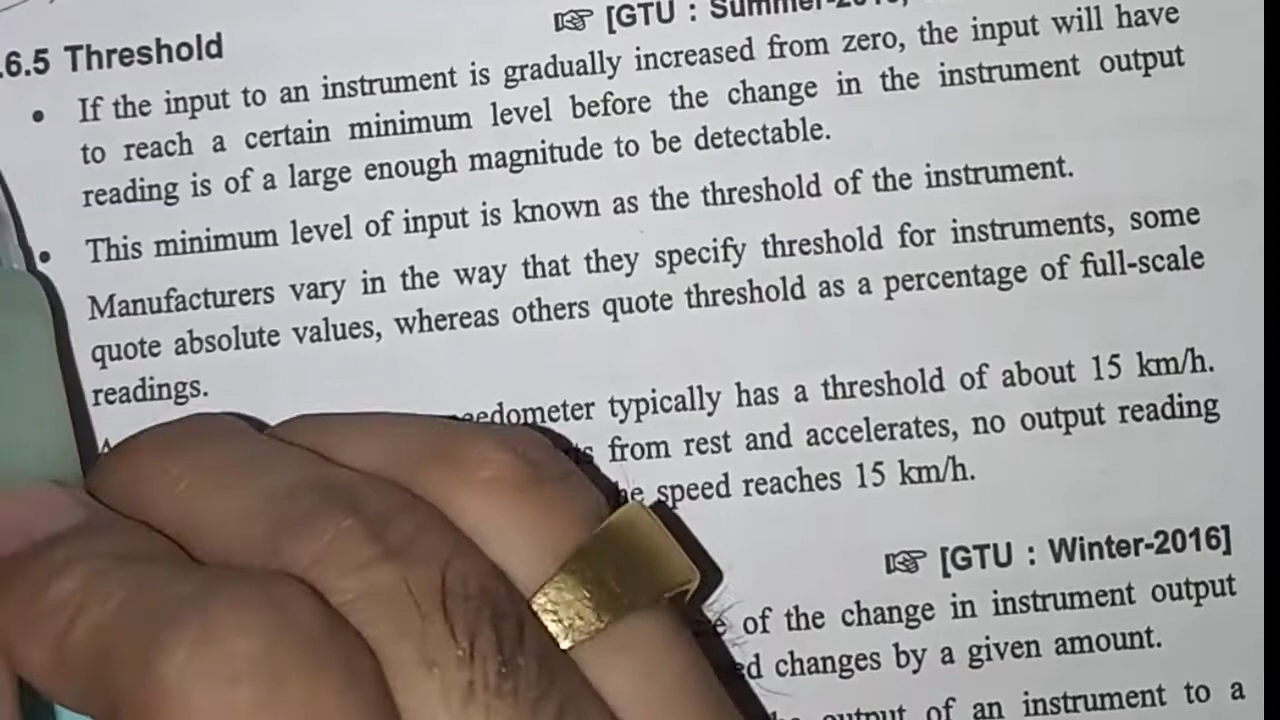 .6.5 Threshold
☞ [GTU : Summer-
• If the input to an instrument is gradually increased from zero, the input will have
to reach a certain minimum level before the change in the instrument output
reading is of a large enough magnitude to be detectable.
• This minimum level of input is known as the threshold of the instrument.
Manufacturers vary in the way that they specify threshold for instruments, some
quote absolute values, whereas others quote threshold as a percentage of full-scale
readings.
eedometer typically has a threshold of about 15 km/h.
from rest and accelerates, no output reading
he speed reaches 15 km/h.
☞ [GTU : Winter-2016]
of the change in instrument output
changes by a given amount.
output of an instrument to a